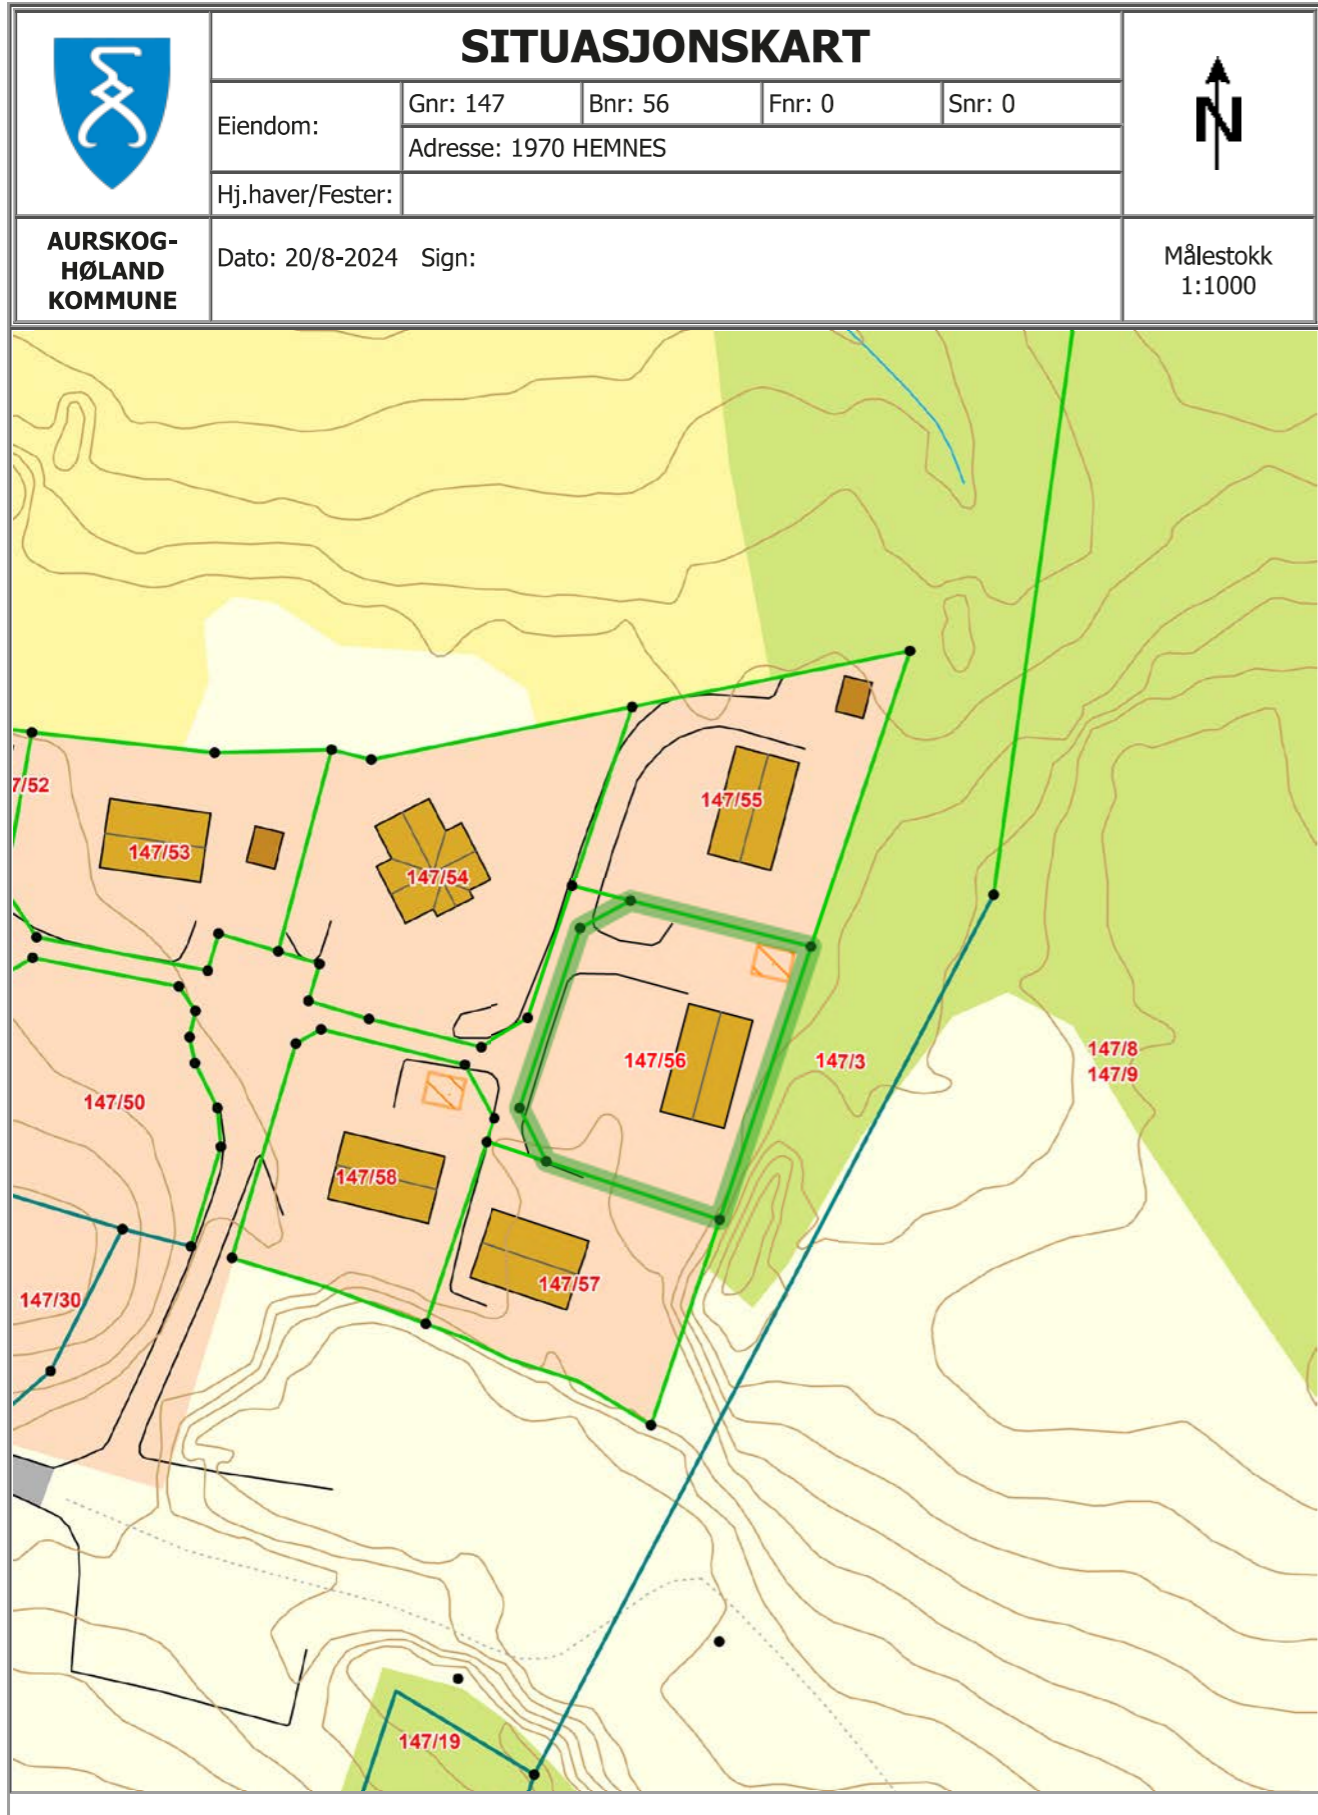 SITUASJONSKART
Eiendom:
Gnr: 147
Bnr: 56
Fnr: 0
Snr: 0
Adresse: 1970 HEMNES
Hj.haver/Fester:
N
AURSKOG-
HØLAND
KOMMUNE
Dato: 20/8-2024 Sign:
Målestokk
1:1000
7/52
147/55
147/53
147/54
147/56
147/3
147/8
147/9
147/50
147/58
147/57
147/30
147/19